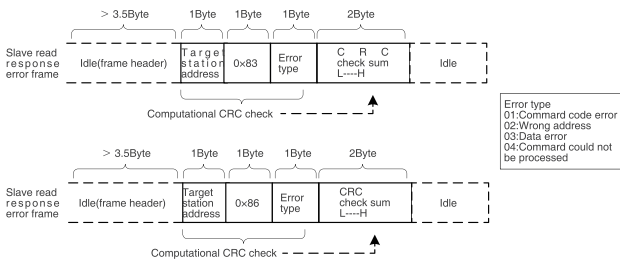 > 3.5Byte 1Byte 1Byte 1Byte 2Byte
Slave read
response
error frame
Idle(frame header)
Target
station
address
0×83
Error
type
C R C
check sum
L----H
Idle
Computational CRC check
Error type
01:Commard code error
02:Wrong address
03:Data error
04:Command could not
be processed
> 3.5Byte 1Byte 1Byte 1Byte 2Byte
Slave read
response
error frame
Idle(frame header)
Target
station
address
0×86
Error
type
CRC
check sum
L----H
Idle
Computational CRC check